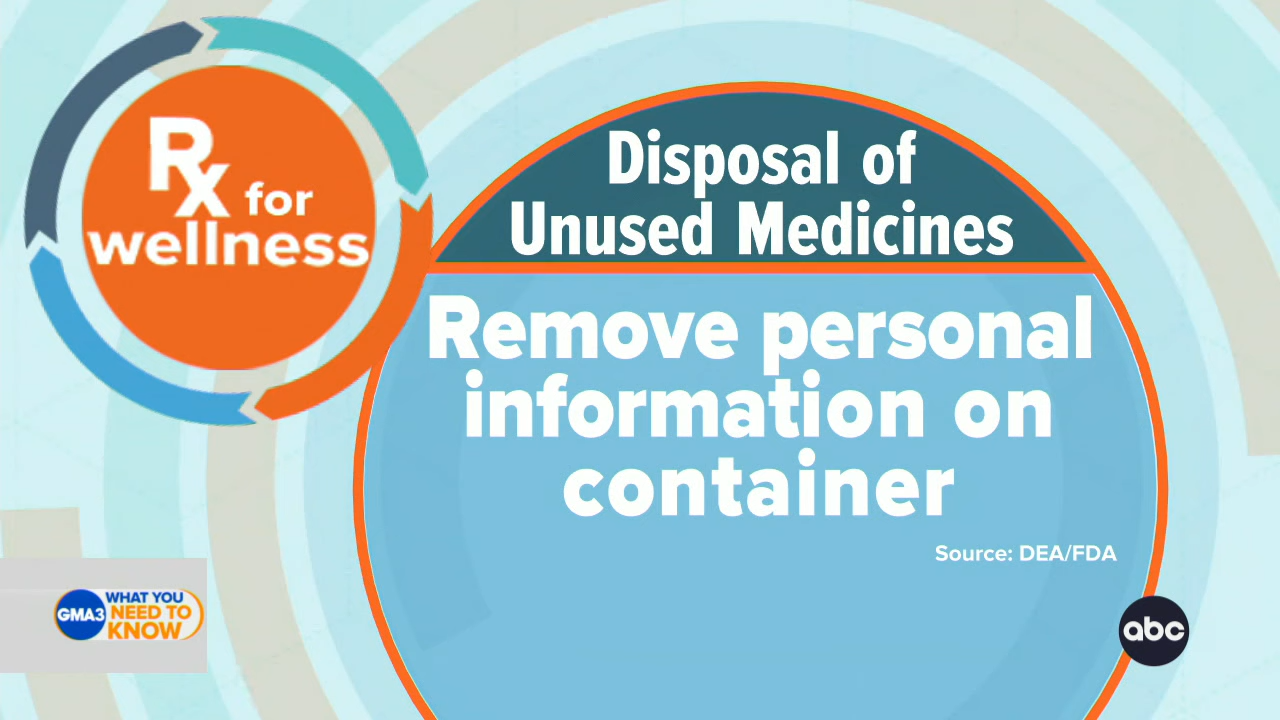 Rx for
wellness
Disposal of
Unused Medicines
Remove personal
information on
container
Source: DEA/FDA
GMA3
WHAT YOU
NEED TO
KNOW
abc